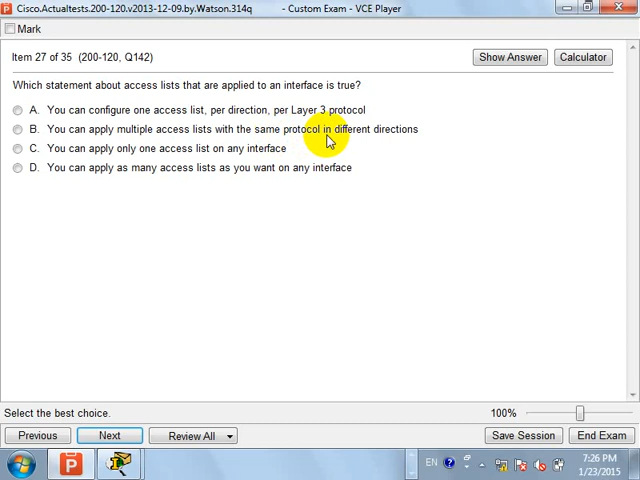 Cisco.Actualtests.200-120.v2013-12-09.by.Watson.314q - Custom Exam - VCE Player
Mark
Item 27 of 35 (200-120, Q142)
Show Answer
Calculator
Which statement about access lists that are applied to an interface is true?
A. You can configure one access list, per direction, per Layer 3 protocol
B. You can apply multiple access lists with the same protocol in different directions
C. You can apply only one access list on any interface
D. You can apply as many access lists as you want on any interface
Select the best choice.
100%
Previous
Next
Review All
Save Session
End Exam
EN
7:26 PM
1/23/2015